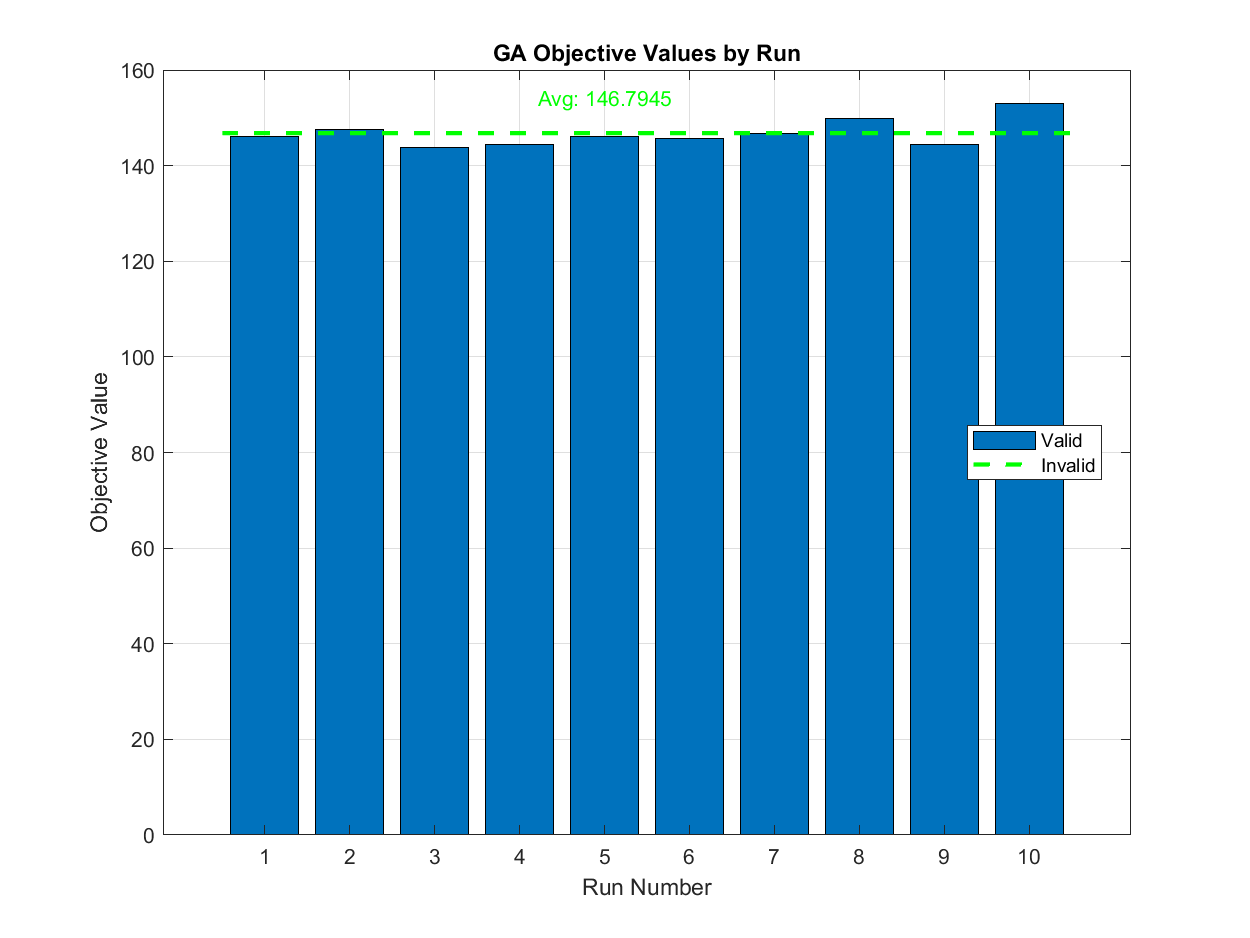 GA Objective Values by Run
Avg: 146.7945
160
140
120
100
80
60
40
20
0
Objective Value
Valid
Invalid
1 2 3 4 5 6 7 8 9 10
Run Number